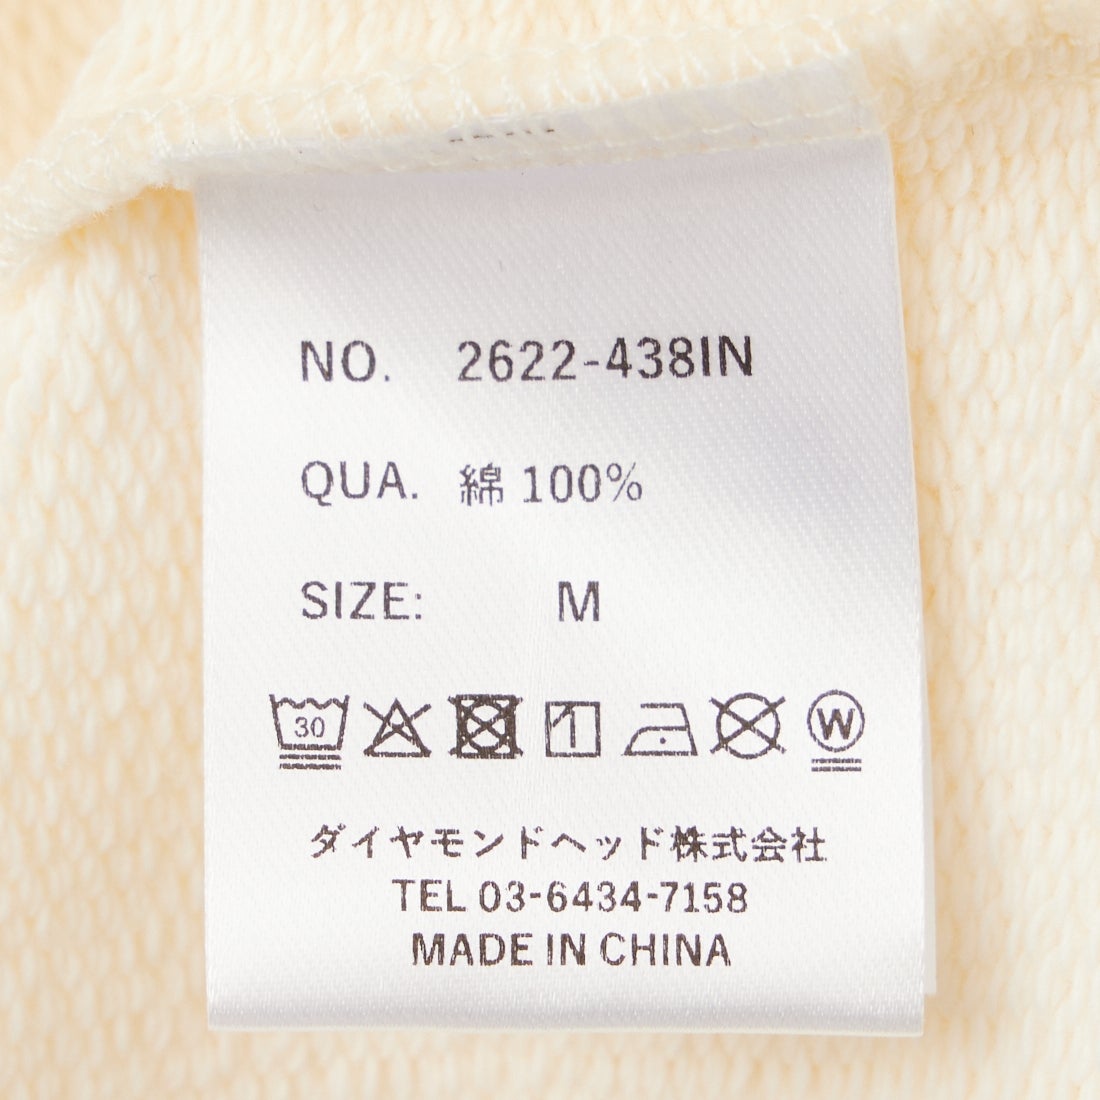 NO. 2622-438IN
QUA. 綿 100%
SIZE: M
30 W
ダイヤモンドヘッド株式会社
TEL 03-6434-7158
MADE IN CHINA